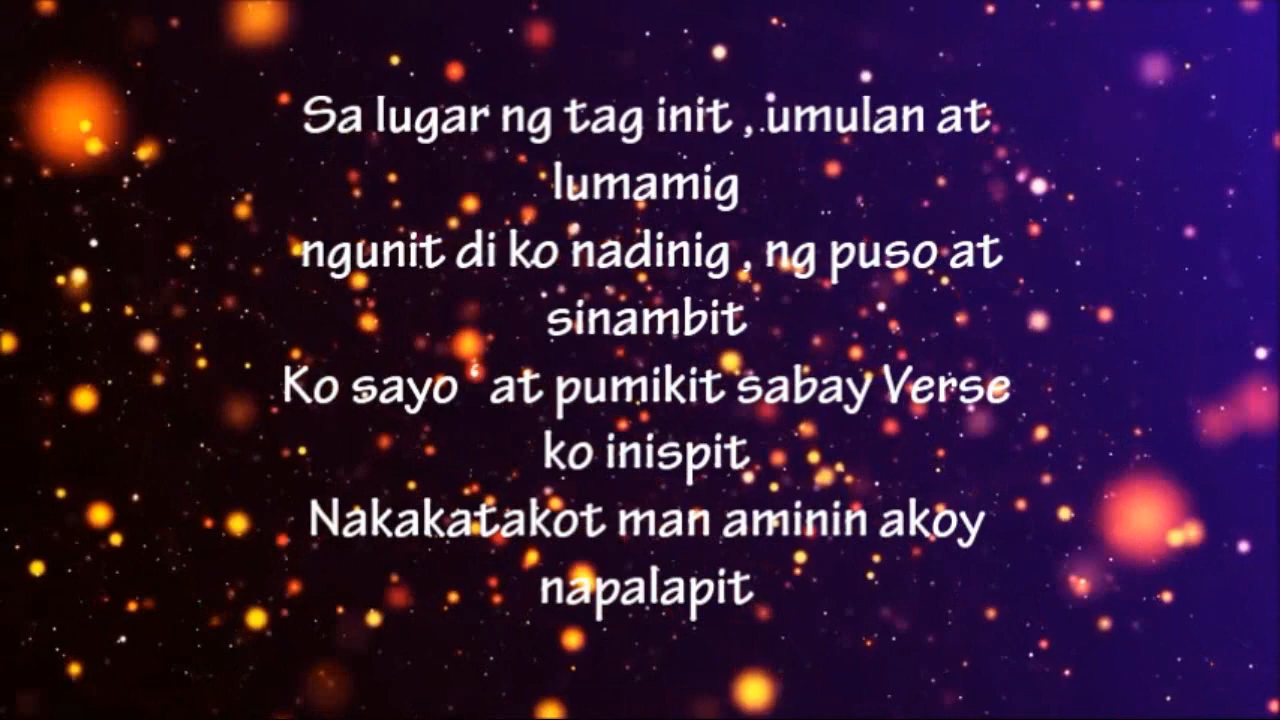 Sa lugar ng tag init , umulan at
lumamig
ngunit di ko nadinig , ng puso at
sinambit
Ko sayo ‘ at pumikit sabay Verse
ko inispit
Nakakatakot man aminin akoy
napalapit